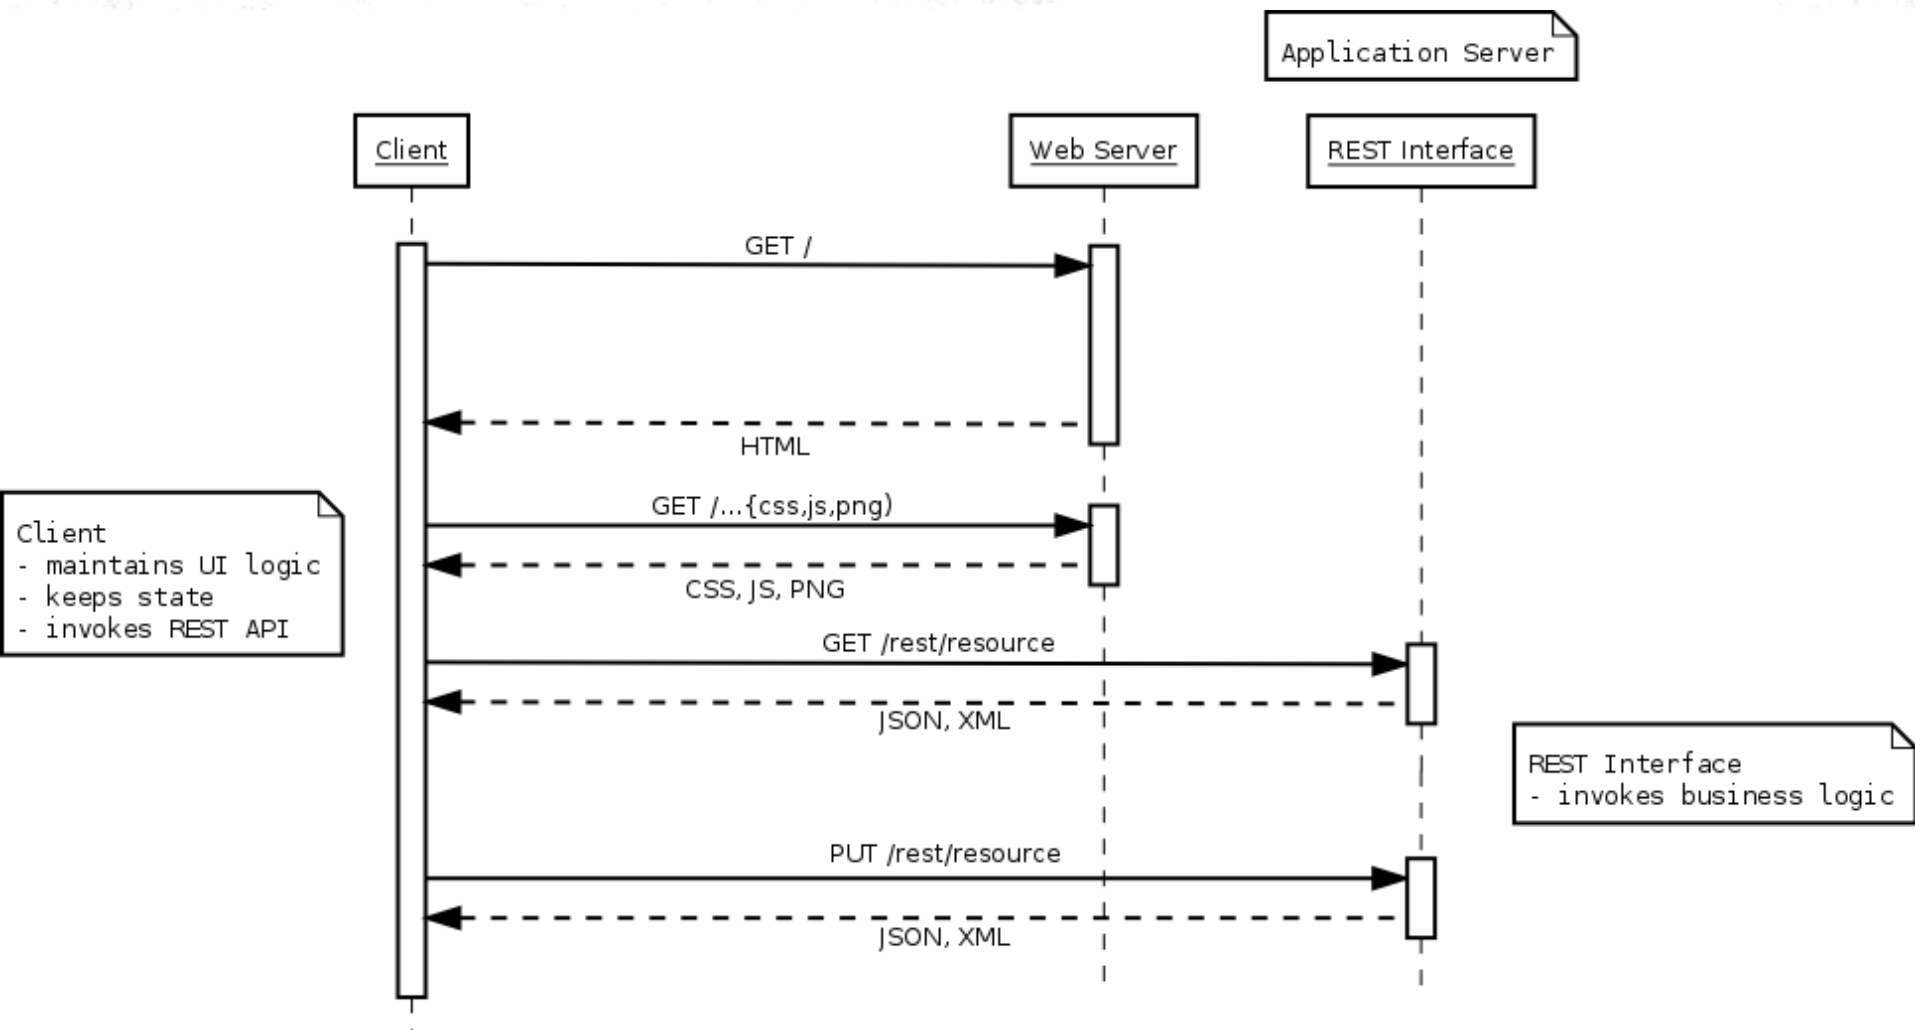 Application Server
Client
Web Server
REST Interface
GET /
HTML
GET /...{css,js,png)
CSS, JS, PNG
Client
- maintains UI logic
- keeps state
- invokes REST API
GET /rest/resource
JSON, XML
REST Interface
- invokes business logic
PUT /rest/resource
JSON, XML